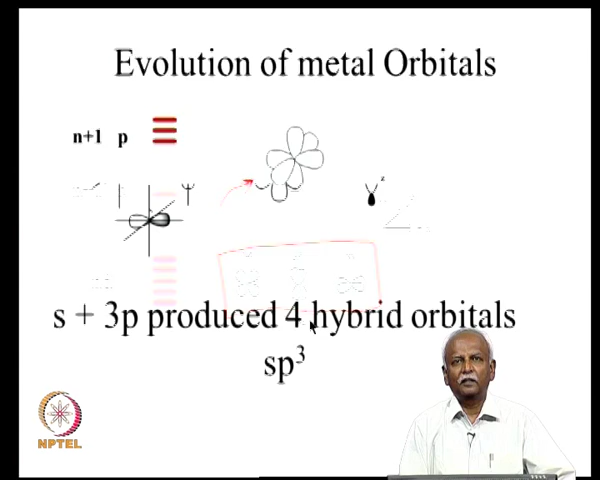 Evolution of metal Orbitals
n+1 p
s + 3p produced 4 hybrid orbitals
sp³
NPTEL